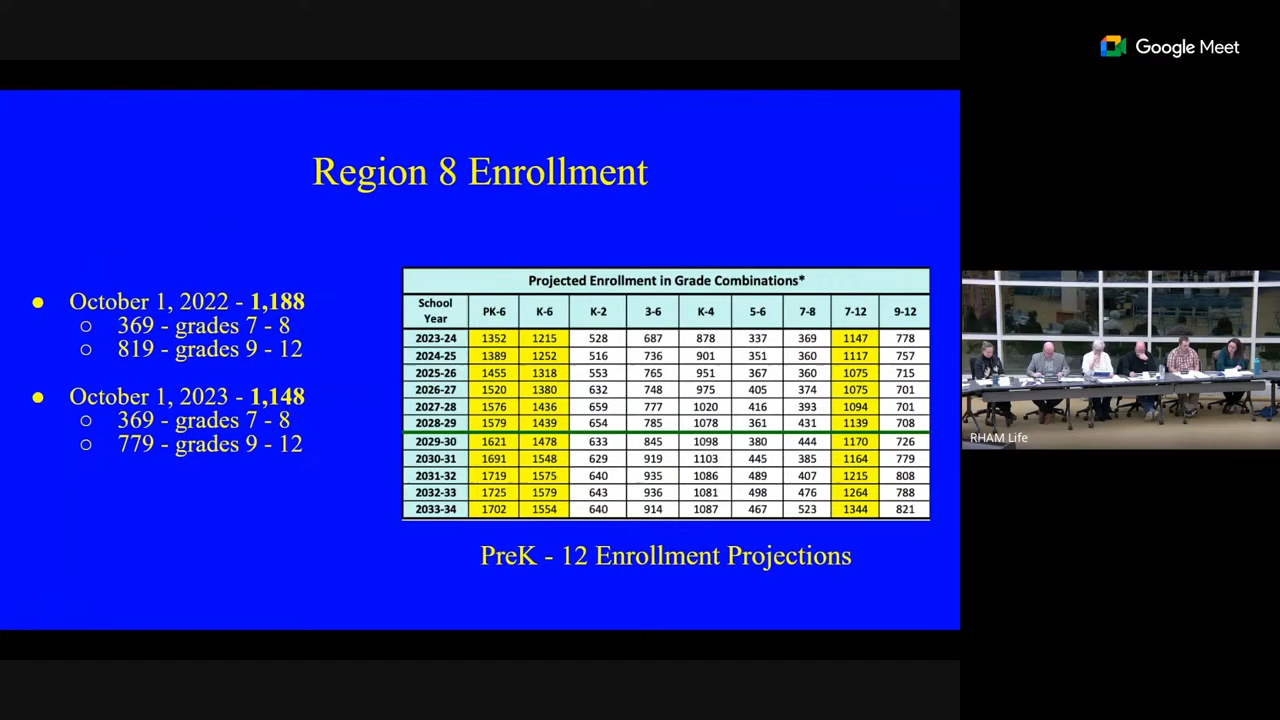 Google Meet
Region 8 Enrollment
● October 1, 2022 - 1,188
○ 369 - grades 7 - 8
○ 819 - grades 9 - 12
● October 1, 2023 - 1,148
○ 369 - grades 7 - 8
○ 779 - grades 9 - 12
Projected Enrollment in Grade Combinations*
School Year PK-6 K-6 K-2 3-6 K-4 5-6 7-8 7-12 9-12
2023-24 1352 1215 528 687 878 337 369 1147 778
2024-25 1389 1252 516 736 901 351 360 1117 757
2025-26 1455 1318 553 765 951 367 360 1075 715
2026-27 1520 1380 632 748 975 405 374 1075 701
2027-28 1576 1436 659 777 1020 416 393 1094 701
2028-29 1579 1439 654 785 1078 361 431 1139 708
2029-30 1621 1478 633 845 1098 380 444 1170 726
2030-31 1691 1548 629 919 1103 445 385 1164 779
2031-32 1719 1575 640 935 1086 489 407 1215 808
2032-33 1725 1579 643 936 1081 498 476 1264 788
2033-34 1702 1554 640 914 1087 467 523 1344 821
PreK - 12 Enrollment Projections
RHAM Life